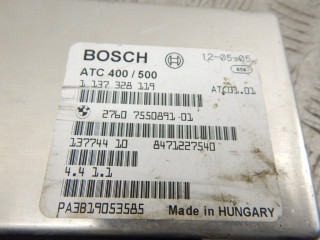 BOSCH 12-05-05
ATC 400 / 500
1 137 328 119 ATC01.01
2760 7550891-01
137744 10 8471227540
4.4 1.1
PA3B19053585 Made in HUNGARY